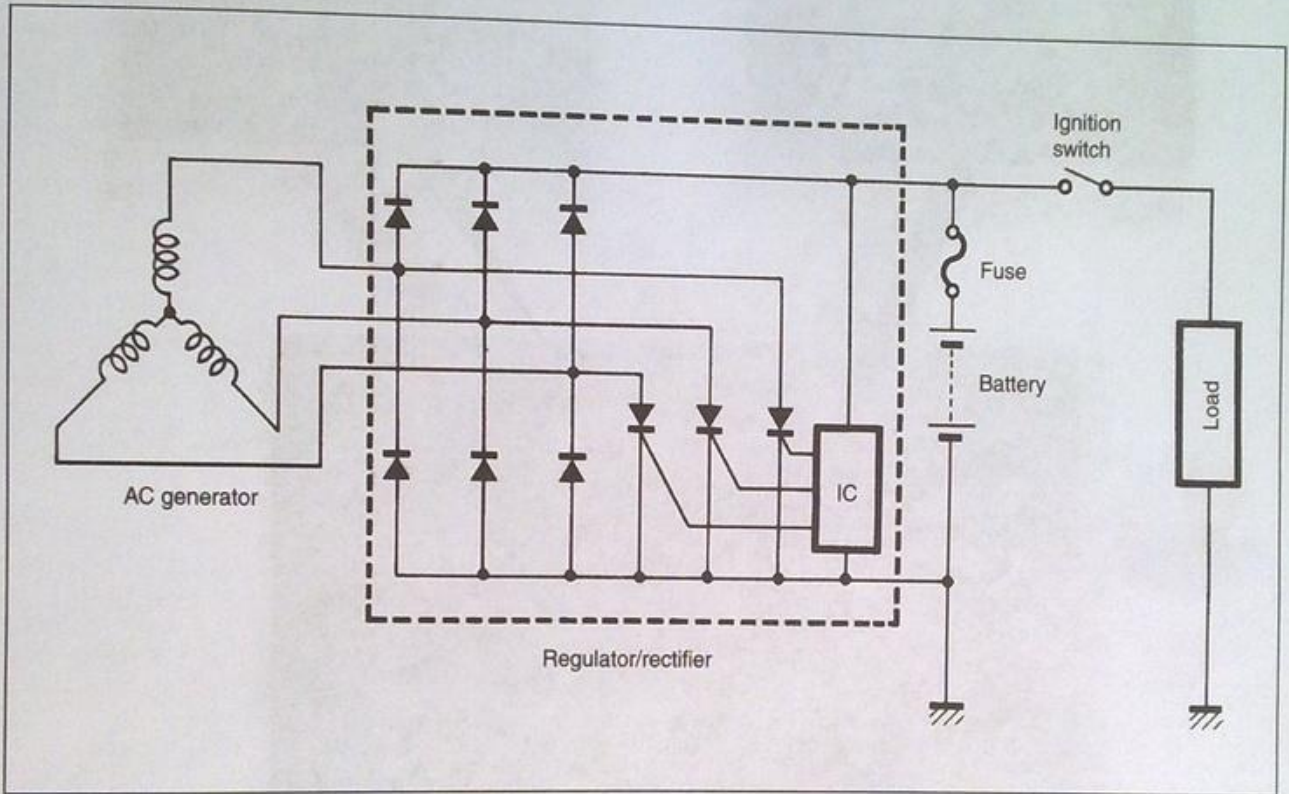 Ignition
switch
Fuse
Battery
Load
IC
AC generator
Regulator/rectifier